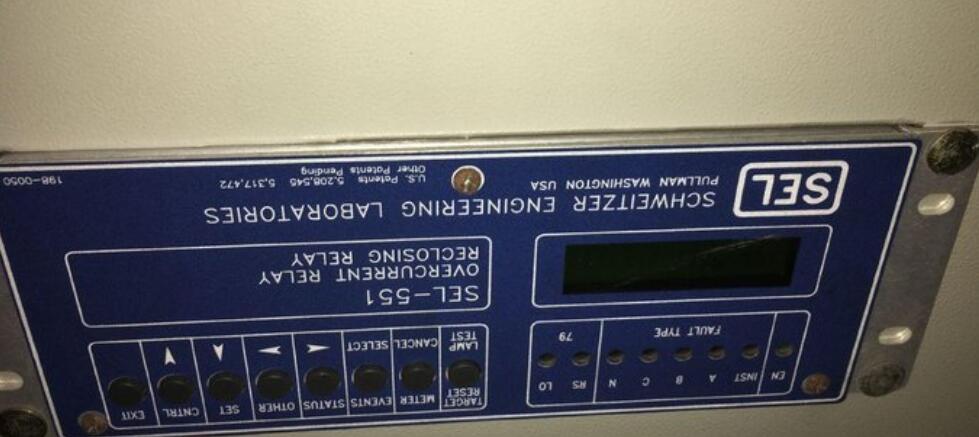 SEL
SCHWEITZER ENGINEERING LABORATORIES
PULLMAN WASHINGTON USA
U.S. Patents 5,208,545 5,317,472
Other Patents Pending
198-0050
SEL-551
OVERCURRENT RELAY
RECLOSING RELAY
EN INST A B C N RS LO
FAULT TYPE 79
TARGET RESET METER EVENTS STATUS OTHER SET CNTRL EXIT
LAMP TEST CANCEL SELECT